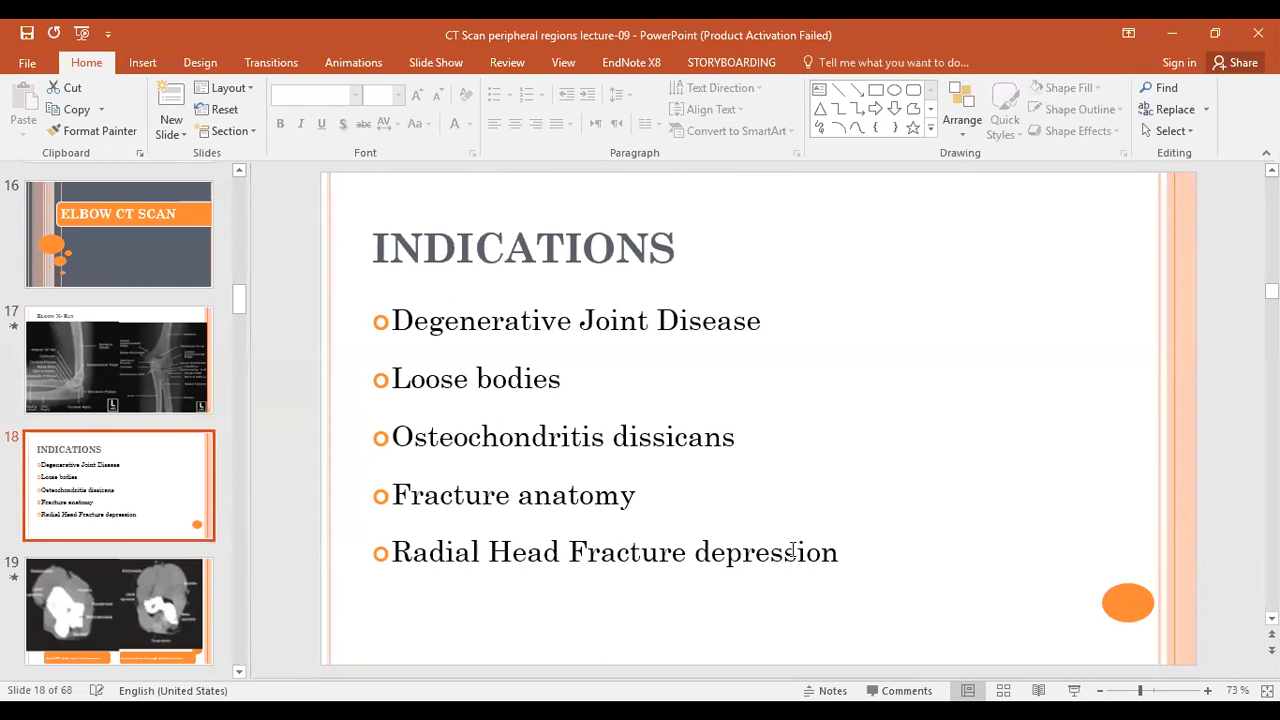 CT Scan peripheral regions lecture-09 - PowerPoint (Product Activation Failed)
File Home Insert Design Transitions Animations Slide Show Review View EndNote X8 STORYBOARDING Tell me what you want to do... Sign in Share
Paste
Cut
Copy
Format Painter
Clipboard
New Slide
Layout
Reset
Section
Slides
B I U S abc AV Aa A
Font
Text Direction
Align Text
Convert to SmartArt
Paragraph
Arrange
Quick Styles
Shape Fill
Shape Outline
Shape Effects
Drawing
Find
Replace
Select
Editing
16
ELBOW CT SCAN
17
ELBOW X- RAY
L
L
18
INDICATIONS
Degenerative Joint Disease
Loose bodies
Osteochondritis dissicans
Fracture anatomy
Radial Head Fracture depression
19
INDICATIONS
Degenerative Joint Disease
Loose bodies
Osteochondritis dissicans
Fracture anatomy
Radial Head Fracture depression
Slide 18 of 68 English (United States) Notes Comments 73 %